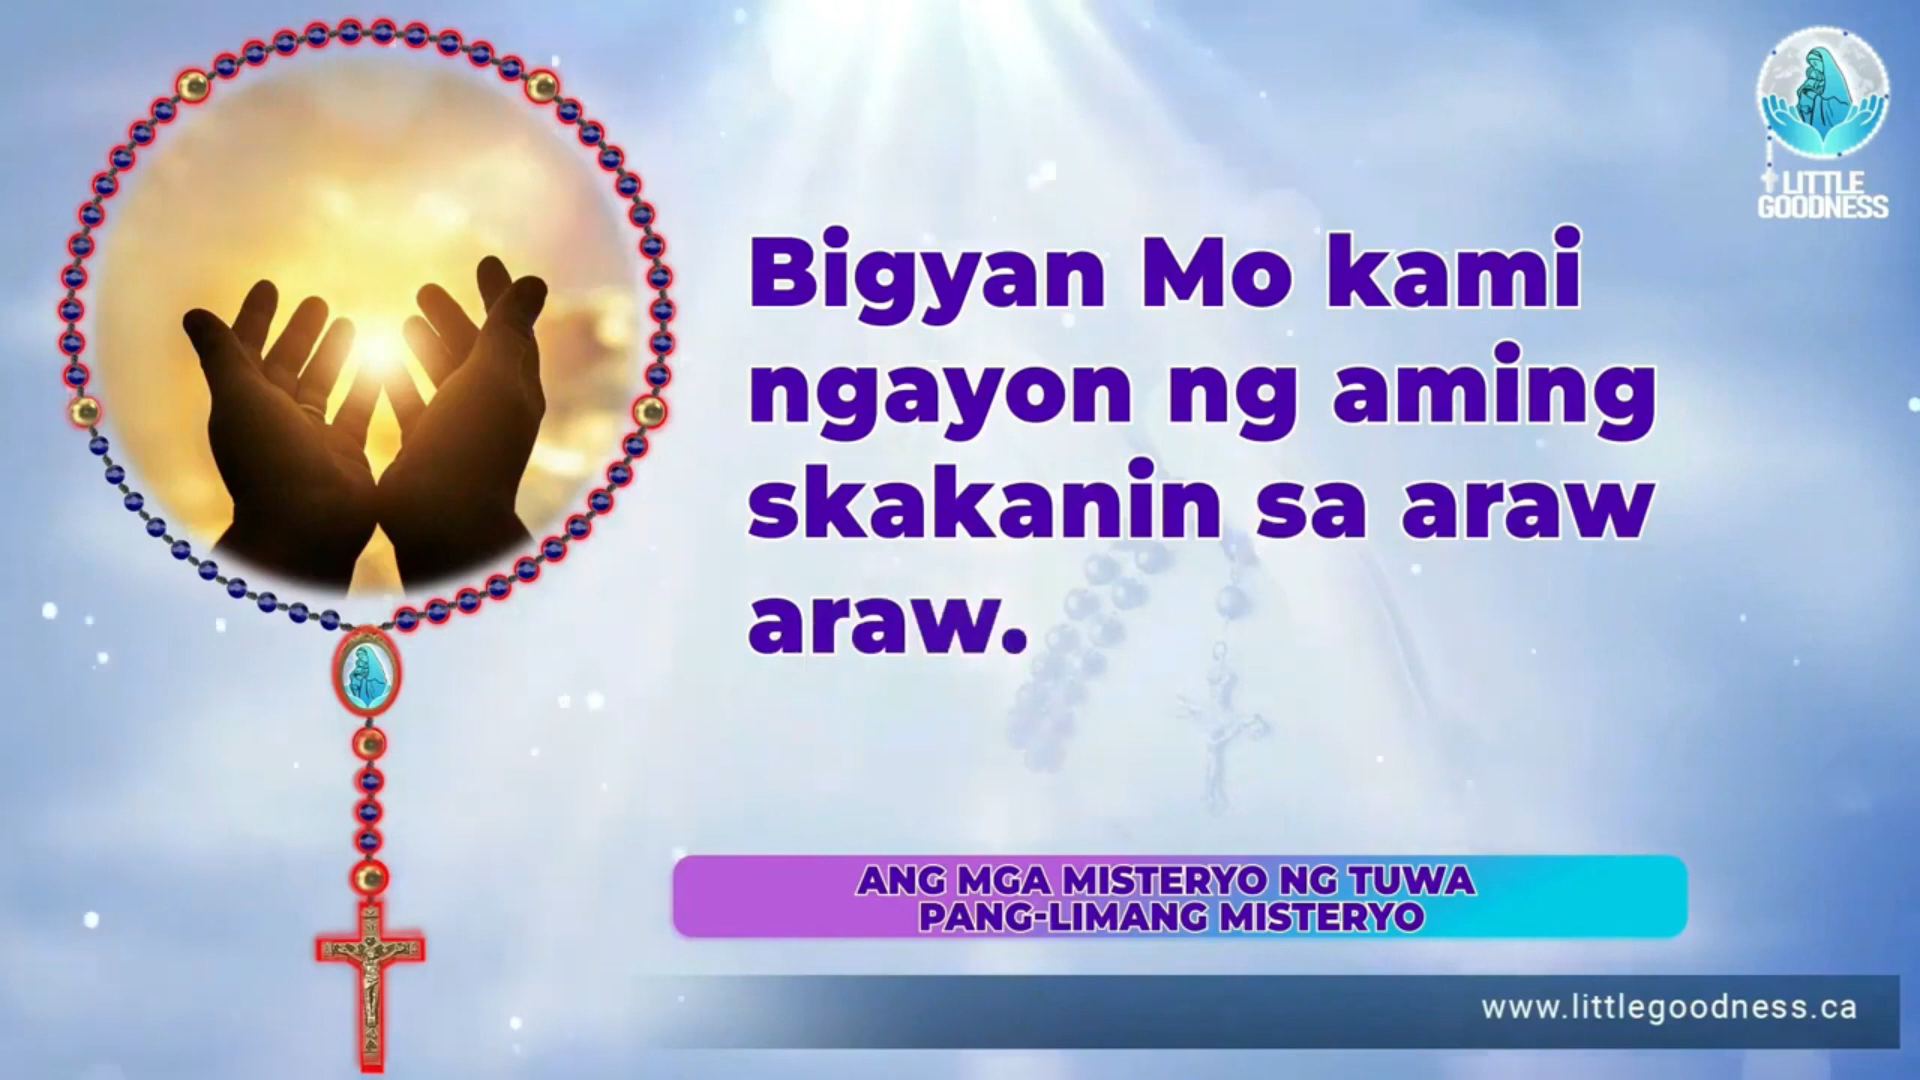 LITTLE
GOODNESS
Bigyan Mo kami
ngayon ng aming
skakanin sa araw
araw.
ANG MGA MISTERYO NG TUWA
PANG-LIMANG MISTERYO
www.littlegoodness.ca